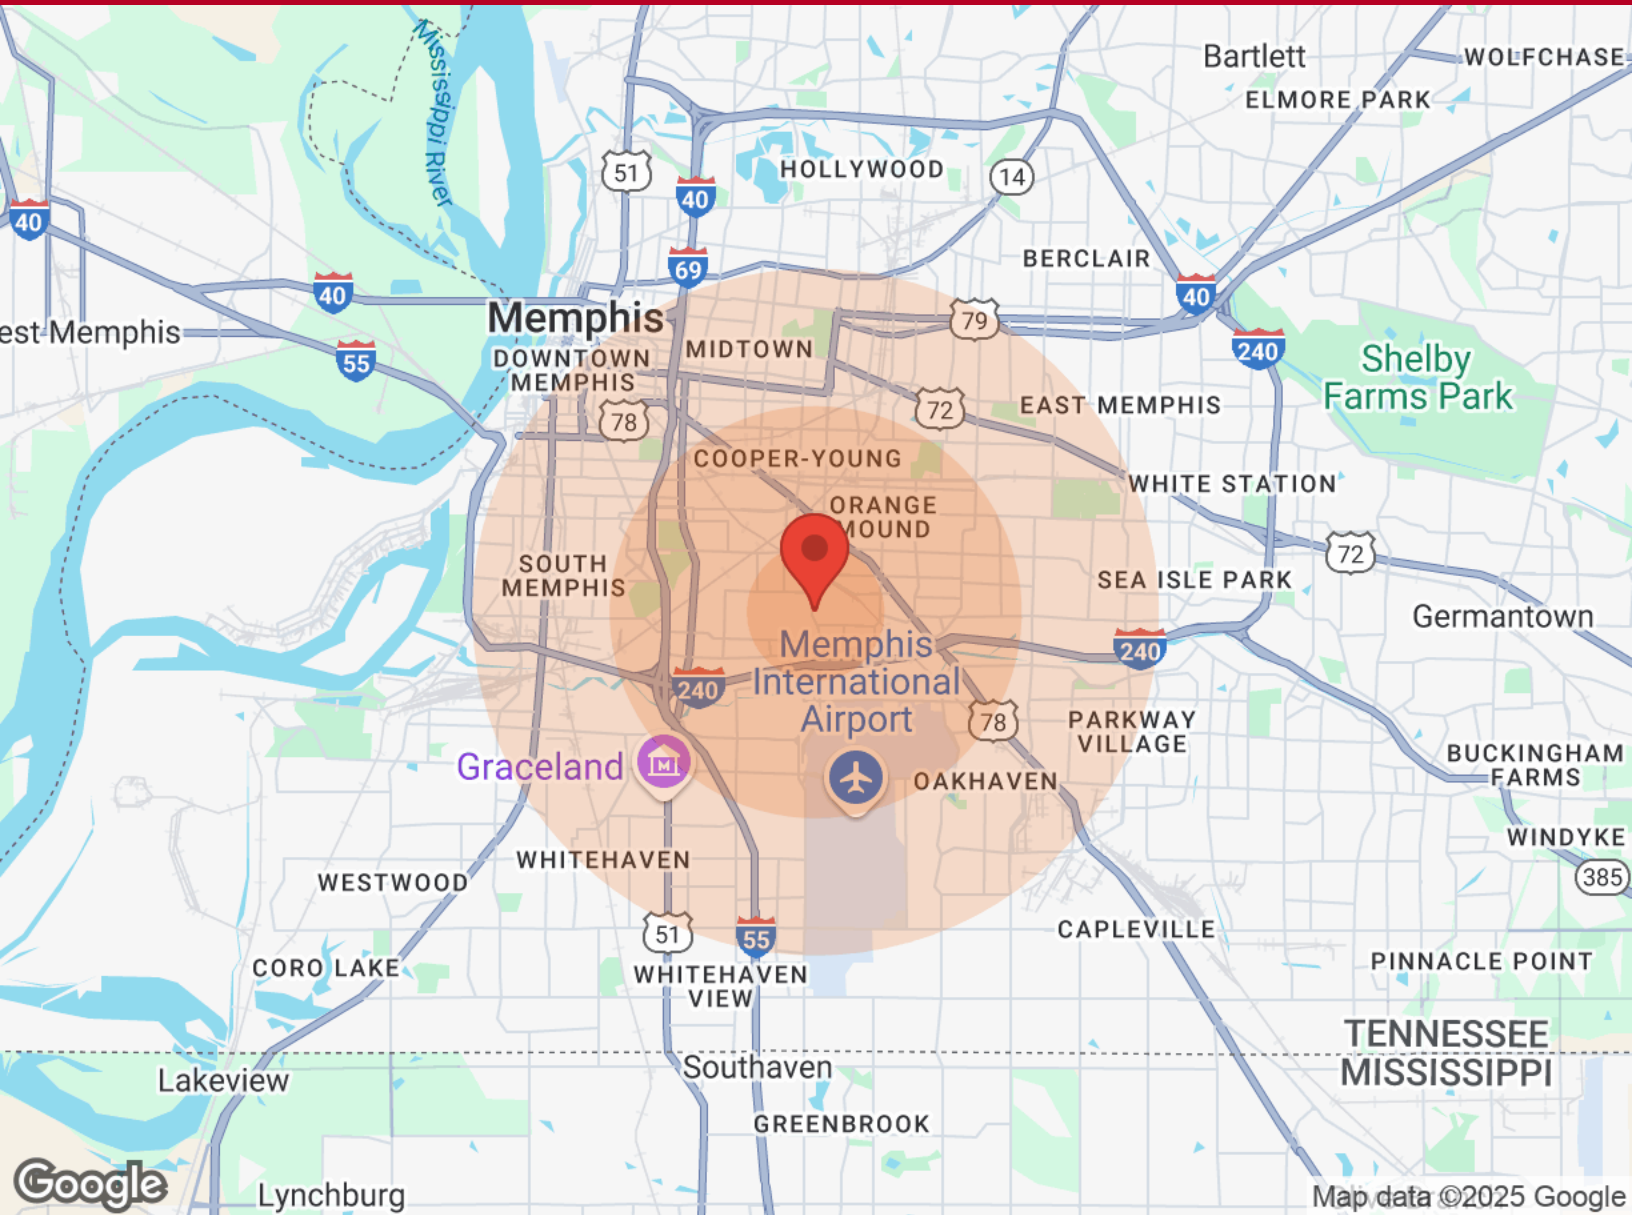 Mississippi River
Bartlett
WOLFCHASE
ELMORE PARK
51
40
HOLLYWOOD
14
40
69
BERCLAIR
40
40
Memphis
79
est Memphis
55
DOWNTOWN
MEMPHIS
MIDTOWN
240
Shelby
Farms Park
78
72
EAST MEMPHIS
COOPER-YOUNG
WHITE STATION
ORANGE
MOUND
72
SOUTH
MEMPHIS
SEA ISLE PARK
Germantown
Memphis
International
Airport
240
240
78
PARKWAY
VILLAGE
Graceland
OAKHAVEN
BUCKINGHAM
FARMS
WINDYKE
WHITEHAVEN
WESTWOOD
385
51
55
CAPLEVILLE
CORO LAKE
WHITEHAVEN
VIEW
PINNACLE POINT
TENNESSEE
MISSISSIPPI
Southaven
Lakeview
GREENBROOK
Google
Lynchburg
Map data ©2025 Google